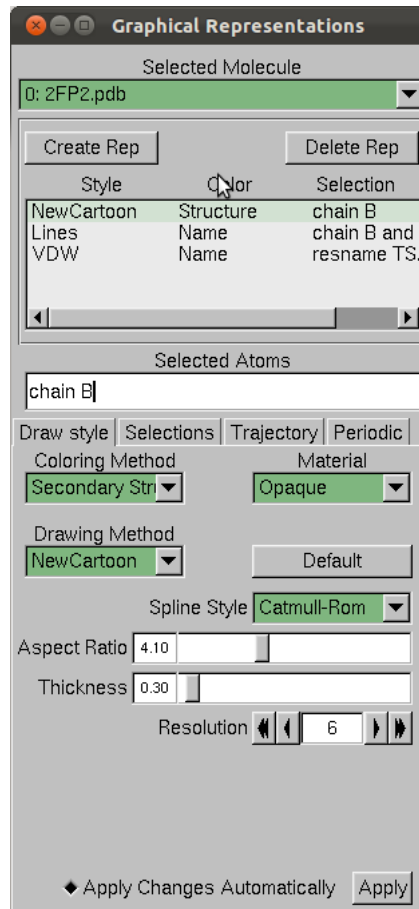 Graphical Representations
Selected Molecule
0: 2FP2.pdb
Create Rep Delete Rep
Style Color Selection
NewCartoon Structure chain B
Lines Name chain B and
VDW Name resname TS.
Selected Atoms
chain B
Draw style Selections Trajectory Periodic
Coloring Method Material
Secondary Stru Opaque
Drawing Method
NewCartoon Default
Spline Style Catmull-Rom
Aspect Ratio 4.10
Thickness 0.30
Resolution 6
Apply Changes Automatically Apply